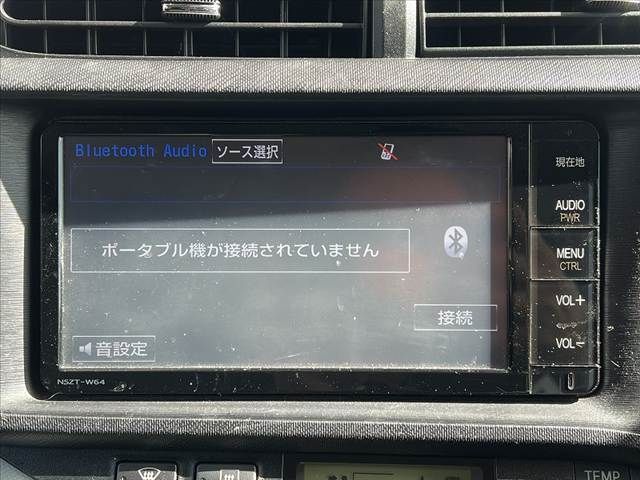 Bluetooth Audio ソース選択
現在地
AUDIO
PWR
ポータブル機が接続されていません
MENU
CTRL
VOL+
接続
VOL-
音設定
NSZT-W64
TEMP